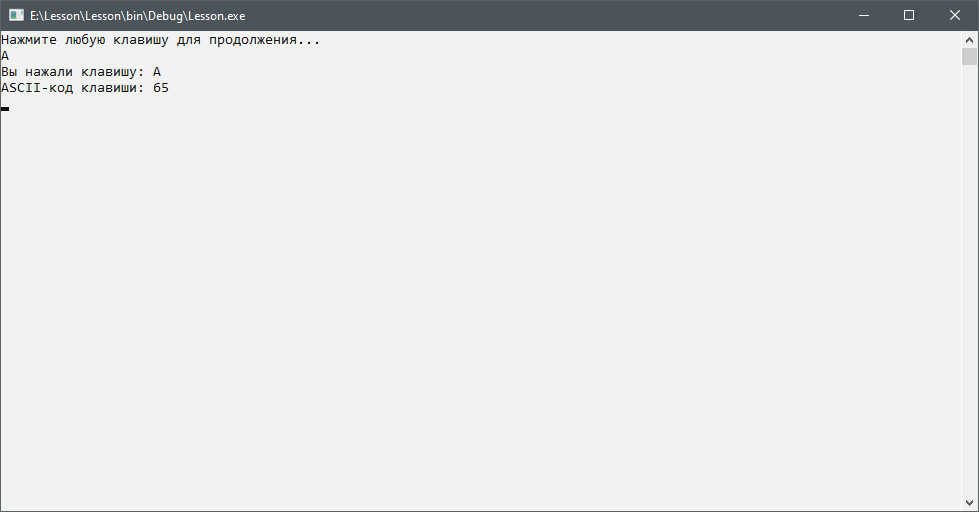 E:\Lesson\Lesson\bin\Debug\Lesson.exe
Нажмите любую клавишу для продолжения...
A
Вы нажали клавишу: A
ASCII-код клавиши: 65